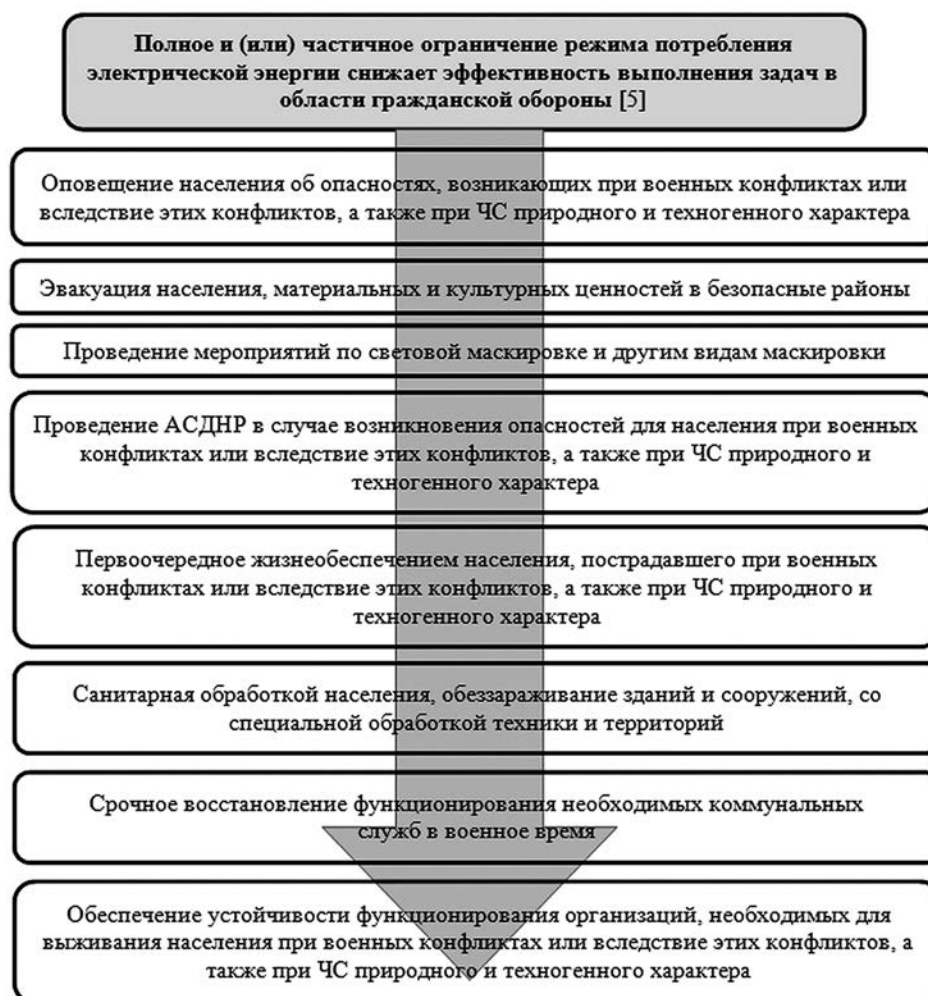 Полное и (или) частичное ограничение режима потребления
электрической энергии снижает эффективность выполнения задач в
области гражданской обороны [5]
Оповещение населения об опасностях, возникающих при военных конфликтах или
вследствие этих конфликтов, а также при ЧС природного и техногенного характера
Эвакуация населения, материальных и культурных ценностей в безопасные районы
Проведение мероприятий по световой маскировке и другим видам маскировки
Проведение АСДНР в случае возникновения опасностей для населения при военных
конфликтах или вследствие этих конфликтов, а также при ЧС природного и
техногенного характера
Первоочередное жизнеобеспечением населения, пострадавшего при военных
конфликтах или вследствие этих конфликтов, а также при ЧС природного и
техногенного характера
Санитарная обработкой населения, обеззараживание зданий и сооружений, со
специальной обработкой техники и территорий
Срочное восстановление функционирования необходимых коммунальных
служб в военное время
Обеспечение устойчивости функционирования организаций, необходимых для
выживания населения при военных конфликтах или вследствие этих конфликтов, а
также при ЧС природного и техногенного характера